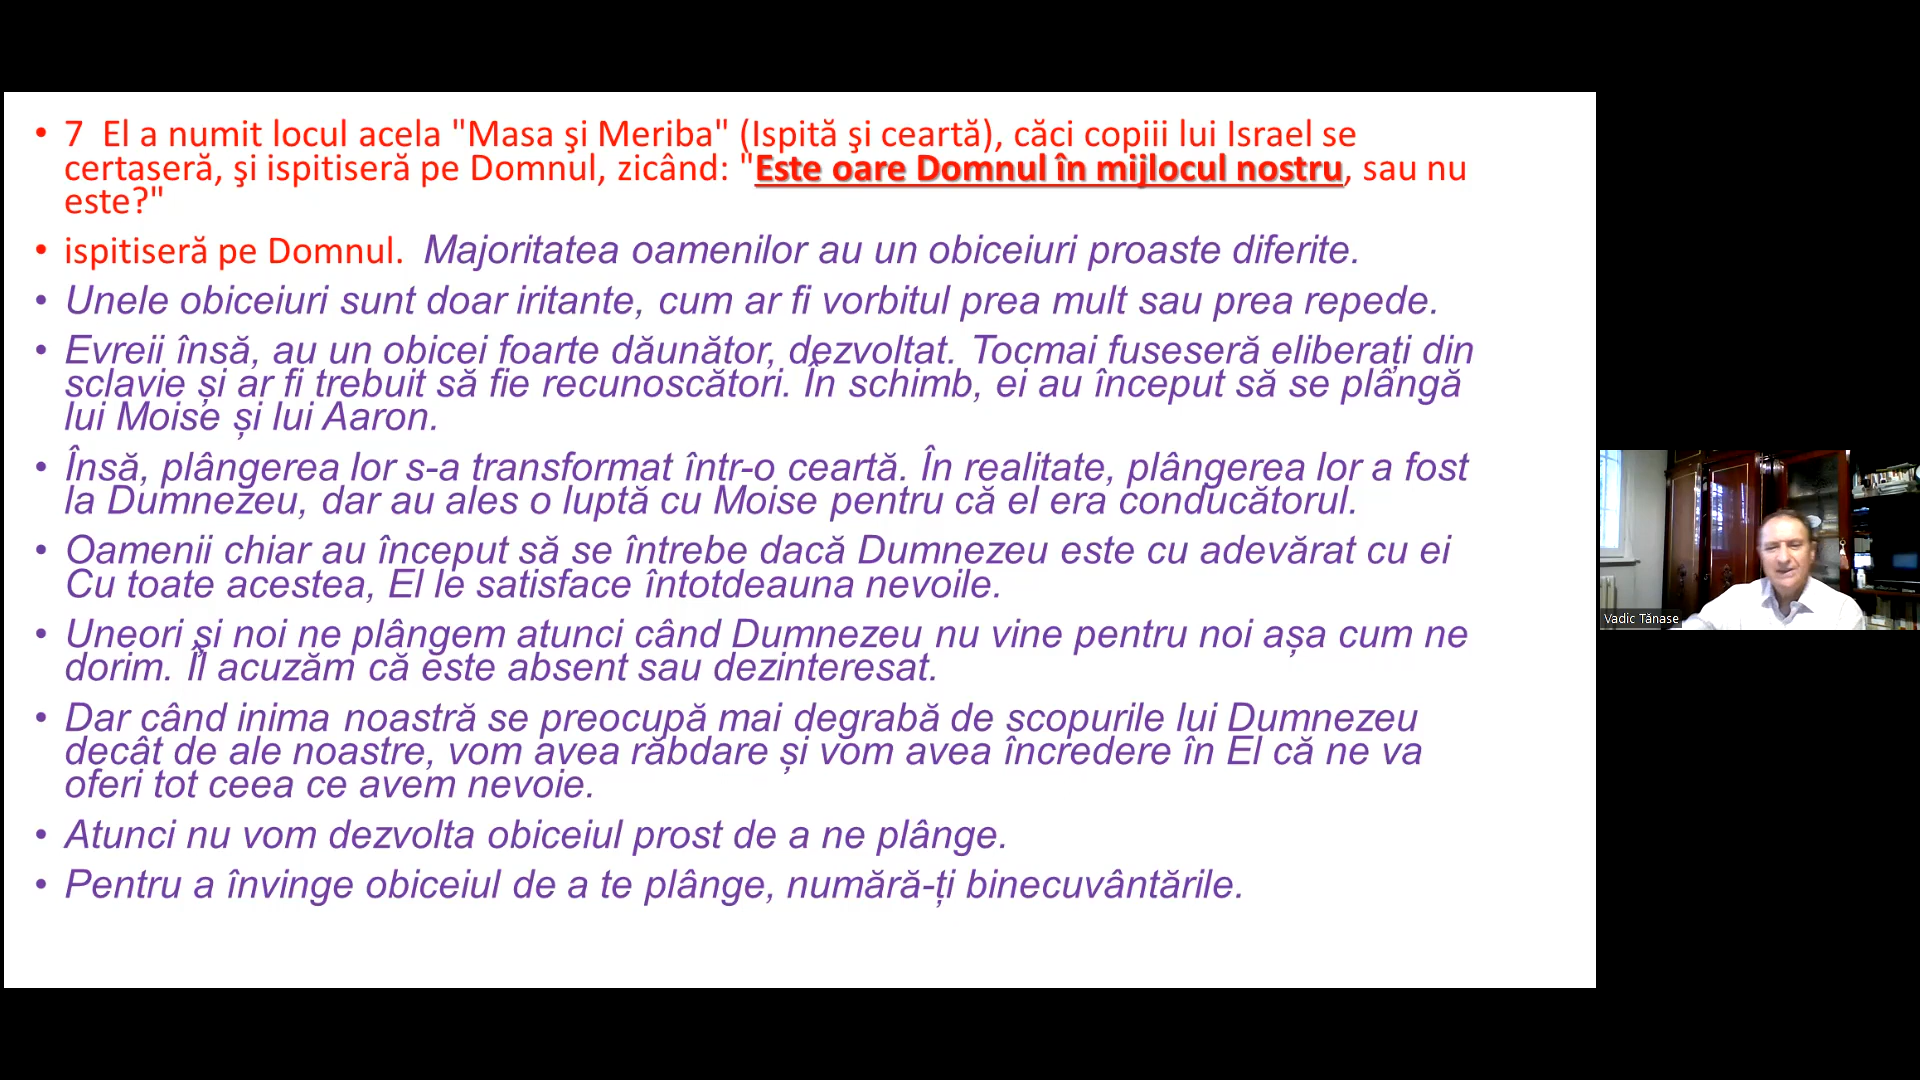 • 7 El a numit locul acela "Masa şi Meriba" (Ispită şi ceartă), căci copiii lui Israel se
certaseră, şi ispitiseră pe Domnul, zicând: "Este oare Domnul în mijlocul nostru, sau nu
este?"
• ispitiseră pe Domnul. Majoritatea oamenilor au un obiceiuri proaste diferite.
• Unele obiceiuri sunt doar iritante, cum ar fi vorbitul prea mult sau prea repede.
• Evreii însă, au un obicei foarte dăunător, dezvoltat. Tocmai fuseseră eliberați din
sclavie și ar fi trebuit să fie recunoscători. În schimb, ei au început să se plângă
lui Moise și lui Aaron.
• Însă, plângerea lor s-a transformat într-o ceartă. În realitate, plângerea lor a fost
la Dumnezeu, dar au ales o luptă cu Moise pentru că el era conducătorul.
• Oamenii chiar au început să se întrebe dacă Dumnezeu este cu adevărat cu ei
Cu toate acestea, El le satisface întotdeauna nevoile.
• Uneori și noi ne plângem atunci când Dumnezeu nu vine pentru noi așa cum ne
dorim. Îl acuzăm că este absent sau dezinteresat.
• Dar când inima noastră se preocupă mai degrabă de scopurile lui Dumnezeu
decât de ale noastre, vom avea răbdare și vom avea încredere în El că ne va
oferi tot ceea ce avem nevoie.
• Atunci nu vom dezvolta obiceiul prost de a ne plânge.
• Pentru a învinge obiceiul de a te plânge, numără-ți binecuvântările.
Vadic Tănase